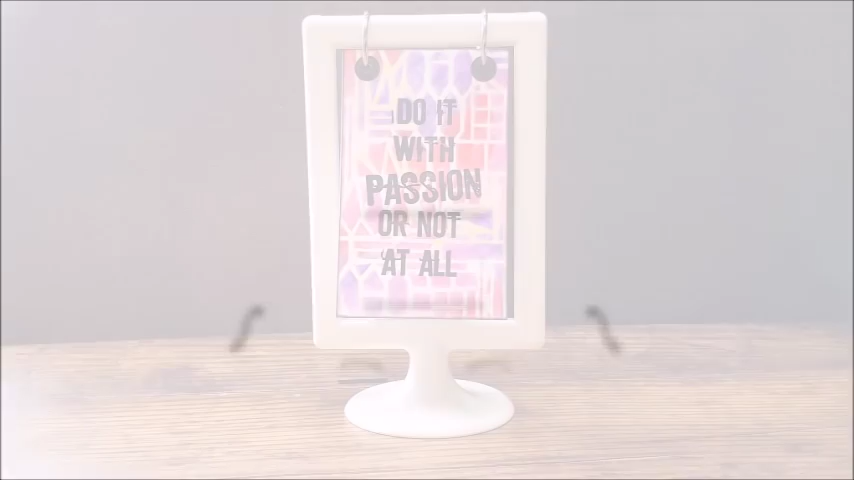 DO IT
WITH
PASSION
OR NOT
AT ALL